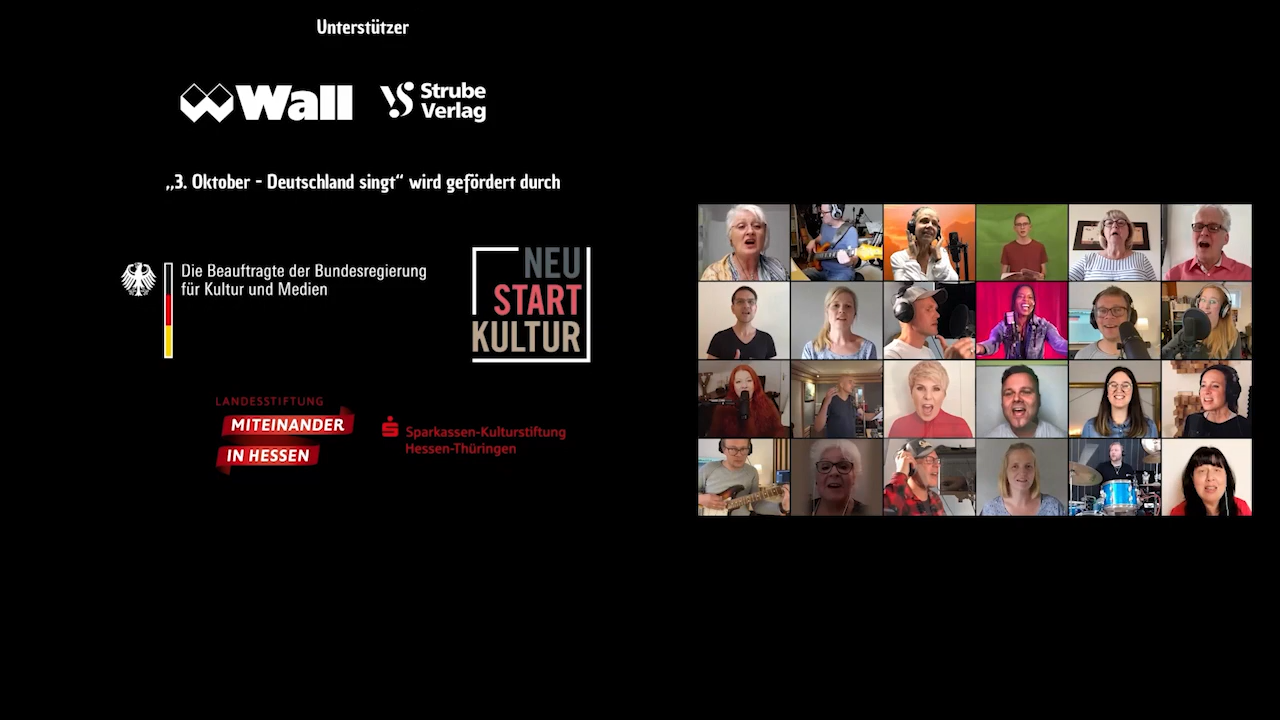 Unterstützer
Wall
Strube
Verlag
„3. Oktober - Deutschland singt“ wird gefördert durch
Die Beauftragte der Bundesregierung
für Kultur und Medien
NEU
START
KULTUR
LANDESSTIFTUNG
MITEINANDER
IN HESSEN
Sparkassen-Kulturstiftung
Hessen-Thüringen